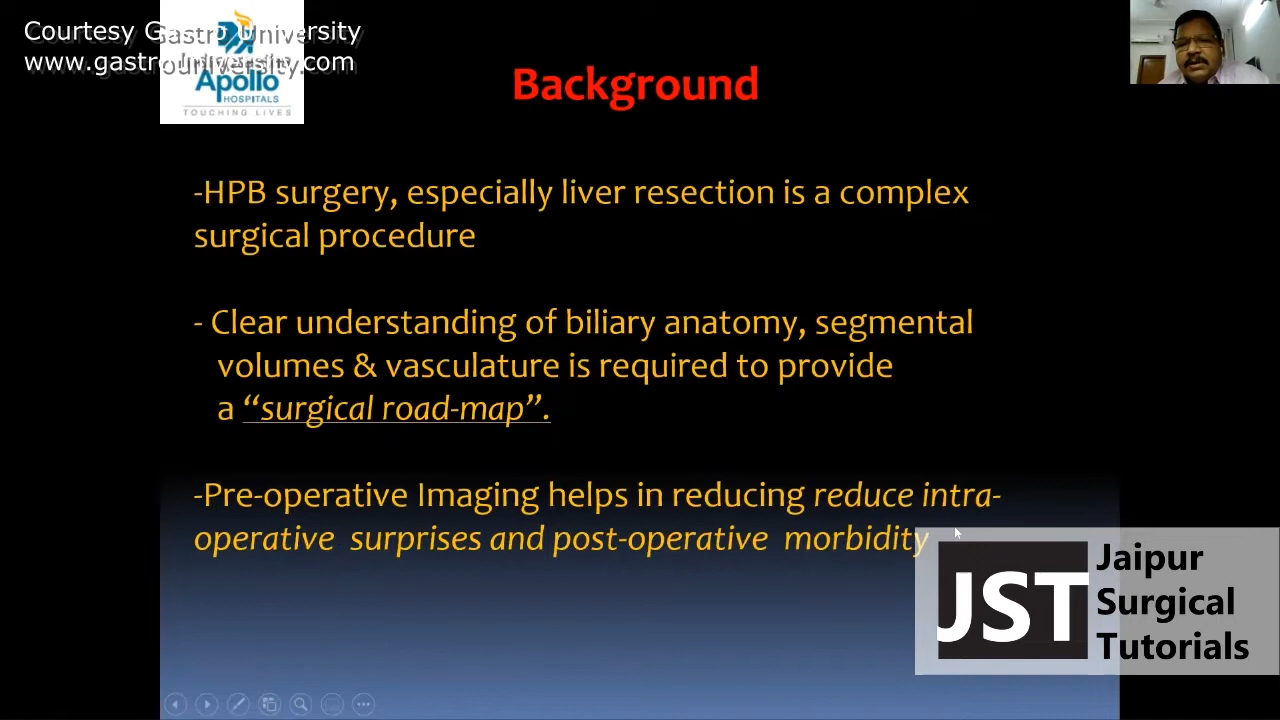 Courtesy Gastro University
www.gastrouniversity.com
Apollo
HOSPITALS
TOUCHING LIVES
Background
-HPB surgery, especially liver resection is a complex
surgical procedure
- Clear understanding of biliary anatomy, segmental
volumes & vasculature is required to provide
a “surgical road-map”.
-Pre-operative Imaging helps in reducing reduce intra-
operative surprises and post-operative morbidity
JST
Jaipur
Surgical
Tutorials